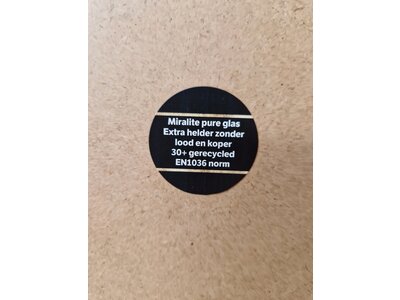 Miralite pure glas
Extra helder zonder
lood en koper
30+ gerecycled
EN1036 norm